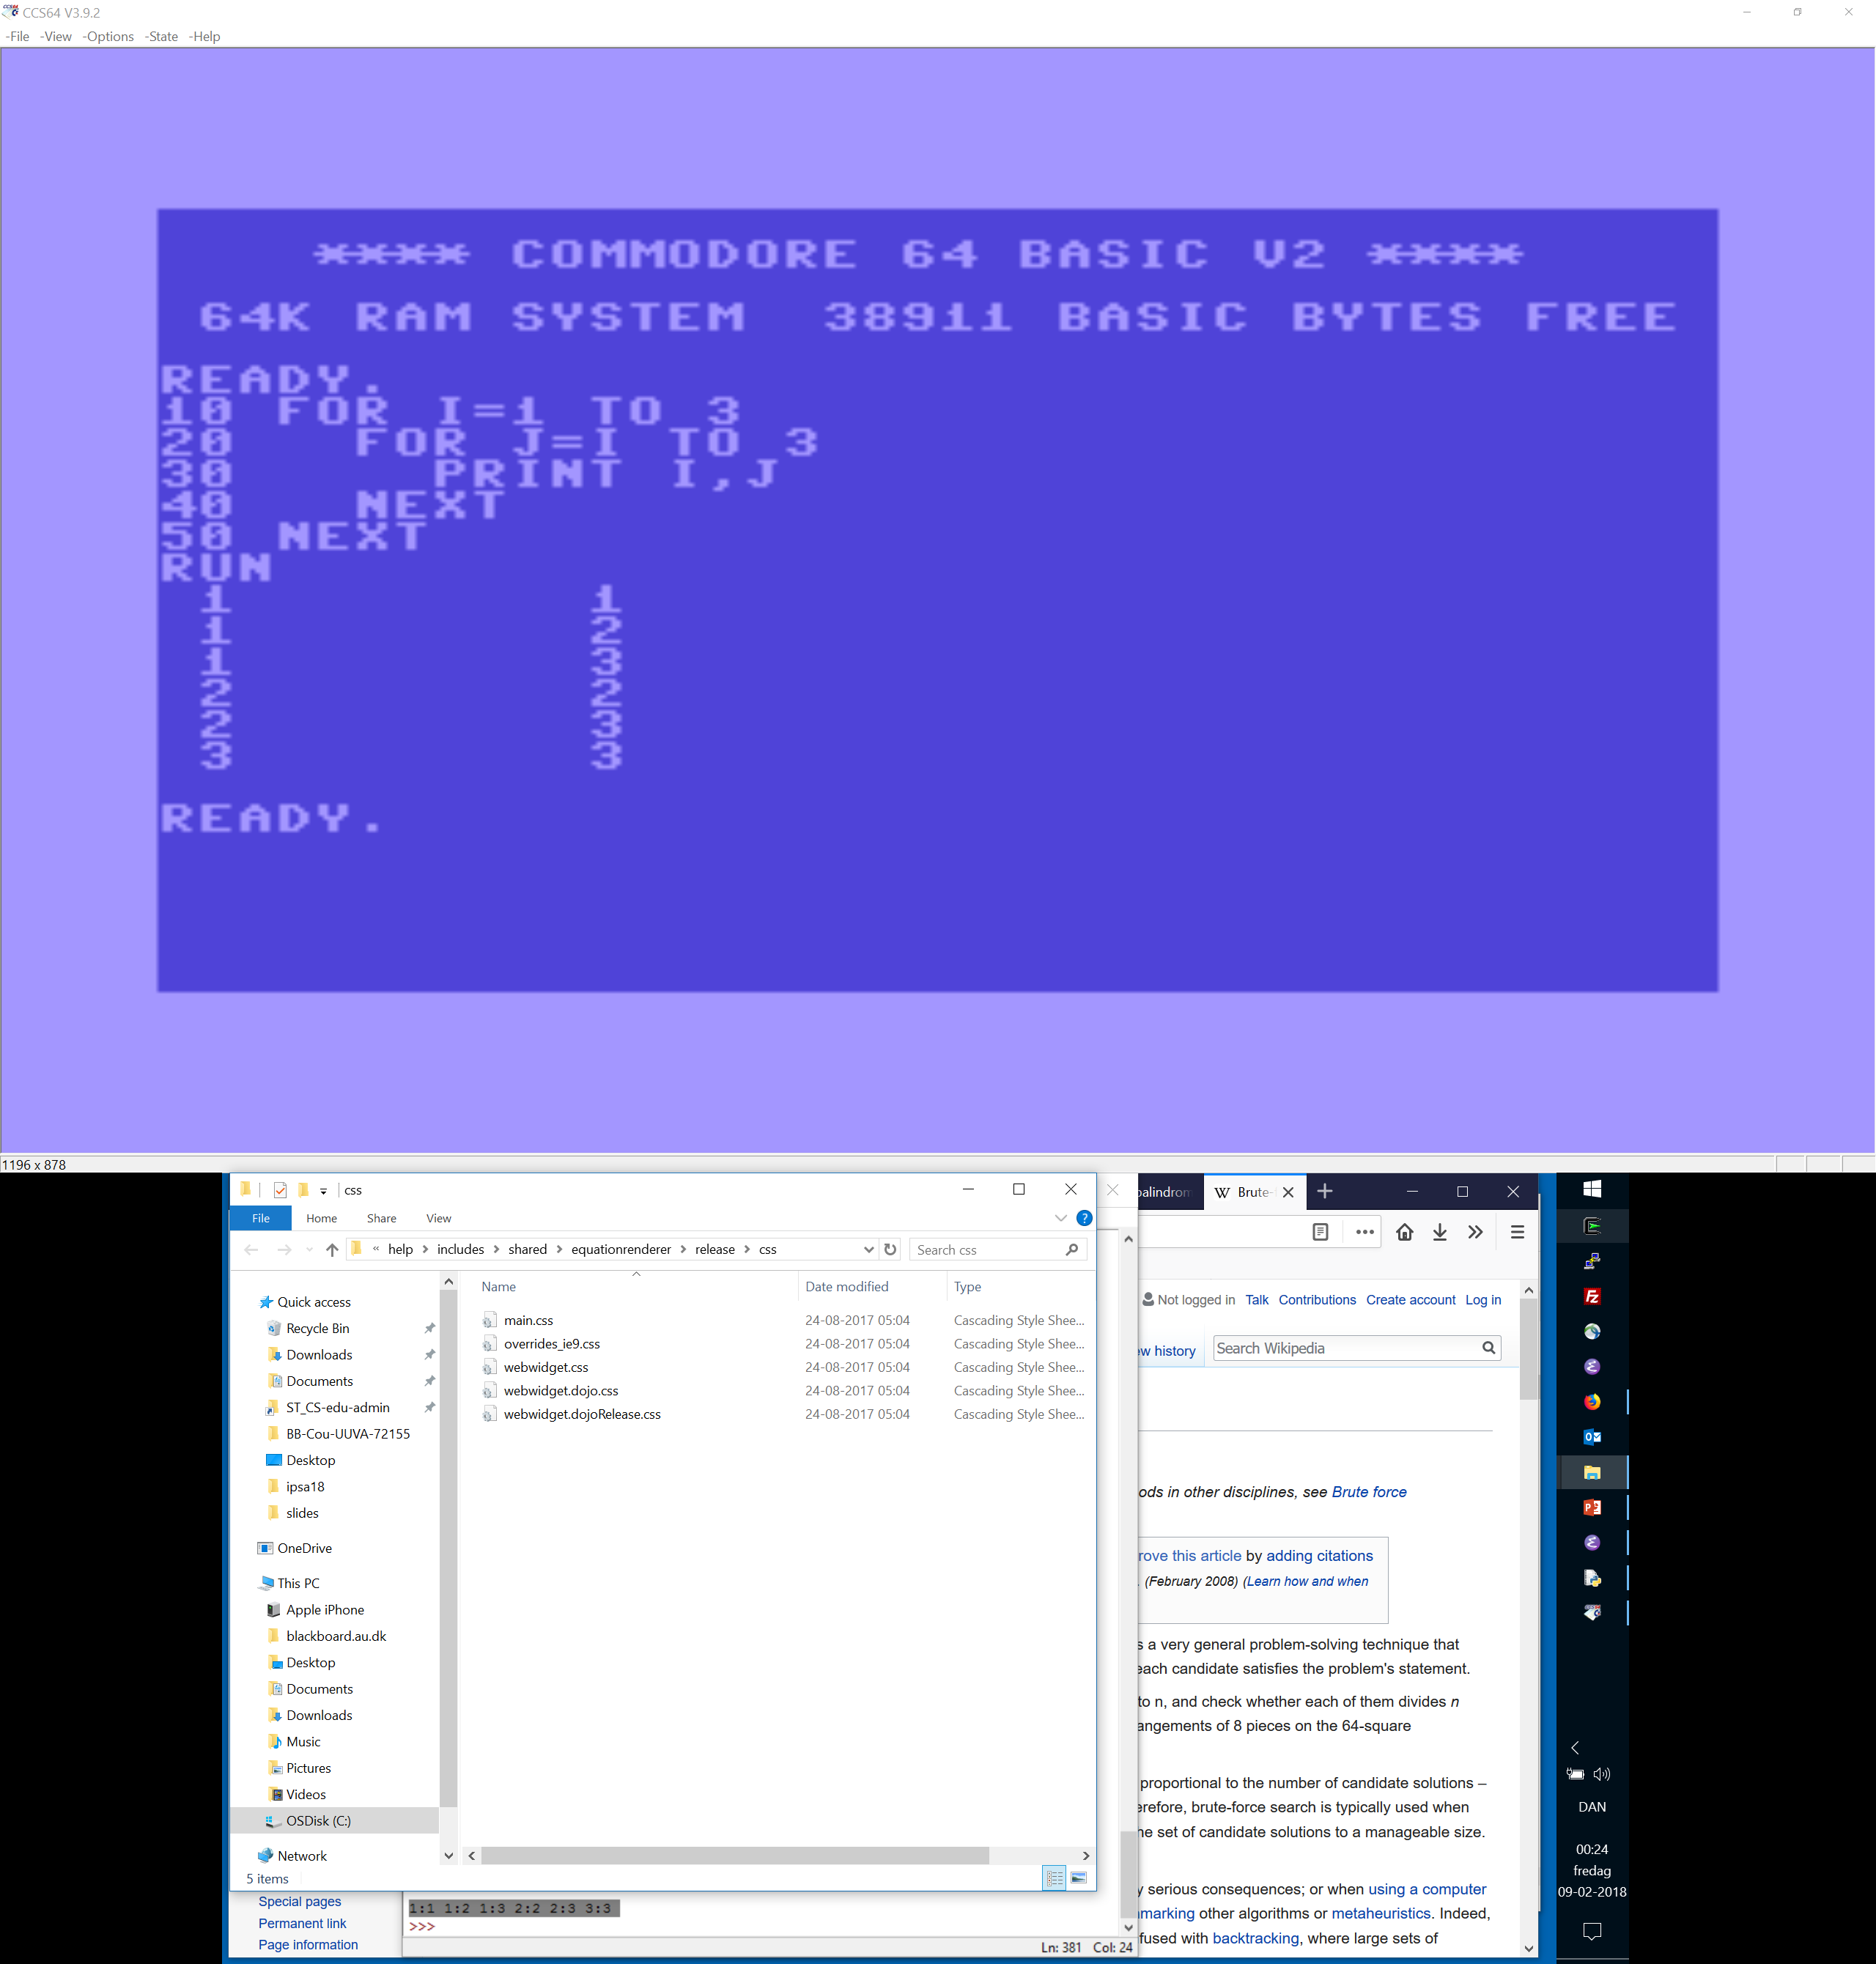 CCS64 V3.9.2
-File -View -Options -State -Help
**** COMMODORE 64 BASIC V2 ****
64K RAM SYSTEM 38911 BASIC BYTES FREE
READY.
10 FOR I=1 TO 3
20 FOR J=I TO 3
30 PRINT I,J
40 NEXT
50 NEXT
RUN
1 1
1 2
1 3
2 2
2 3
3 3
READY.
1196 x 878
css
File Home Share View
« help > includes > shared > equationrenderer > release > css
Search css
Name Date modified Type
main.css 24-08-2017 05:04 Cascading Style Shee...
overrides_ie9.css 24-08-2017 05:04 Cascading Style Shee...
webwidget.css 24-08-2017 05:04 Cascading Style Shee...
webwidget.dojo.css 24-08-2017 05:04 Cascading Style Shee...
webwidget.dojoRelease.css 24-08-2017 05:04 Cascading Style Shee...
Quick access
Recycle Bin
Downloads
Documents
ST_CS-edu-admin
BB-Cou-UUVA-72155
Desktop
ipsa18
slides
OneDrive
This PC
Apple iPhone
blackboard.au.dk
Desktop
Documents
Downloads
Music
Pictures
Videos
OSDisk (C:)
Network
5 items
Special pages
Permanent link
Page information
1:1 1:2 1:3 2:2 2:3 3:3
>>>
Ln: 381 Col: 24
palindrom
W Brute-
Not logged in Talk Contributions Create account Log in
ew history
Search Wikipedia
ods in other disciplines, see Brute force
rove this article by adding citations
. (February 2008) (Learn how and when
s a very general problem-solving technique that
each candidate satisfies the problem's statement.
to n, and check whether each of them divides n
angements of 8 pieces on the 64-square
proportional to the number of candidate solutions –
erefore, brute-force search is typically used when
he set of candidate solutions to a manageable size.
y serious consequences; or when using a computer
hmarking other algorithms or metaheuristics. Indeed,
fused with backtracking, where large sets of
DAN
00:24
fredag
09-02-2018